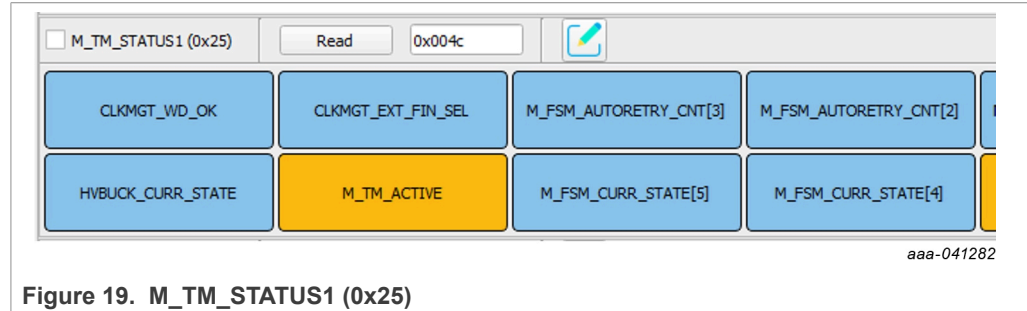 M_TM_STATUS1 (0x25) Read 0x004c
CLKMGT_WD_OK CLKMGT_EXT_FIN_SEL M_FSM_AUTORETRY_CNT[3] M_FSM_AUTORETRY_CNT[2]
HVBUCK_CURR_STATE M_TM_ACTIVE M_FSM_CURR_STATE[5] M_FSM_CURR_STATE[4]
aaa-041282
Figure 19. M_TM_STATUS1 (0x25)